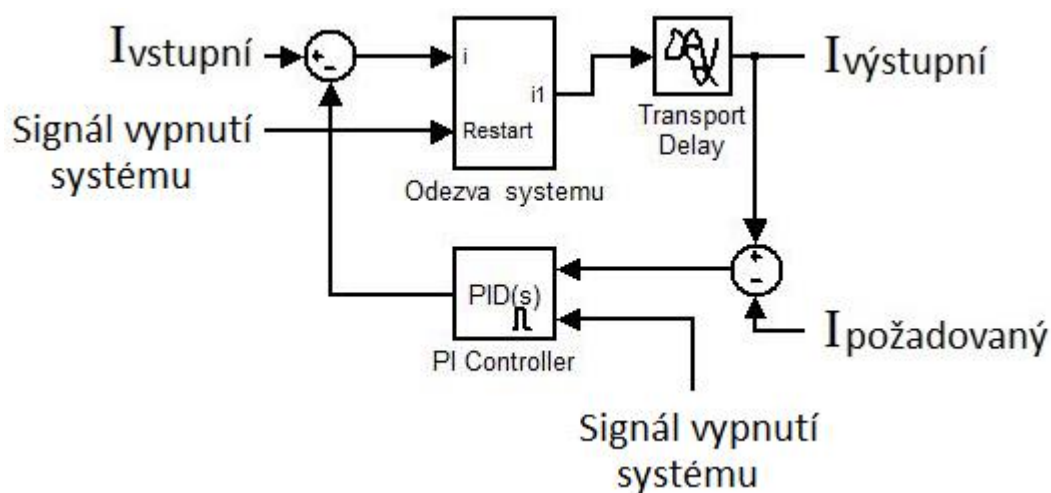 Ivstupní
+
-
i
i1
Restart
Odezva systemu
Transport
Delay
Ivýstupní
Signál vypnutí
systému
+
-
PID(s)
PI Controller
Ipožadovaný
Signál vypnutí
systému